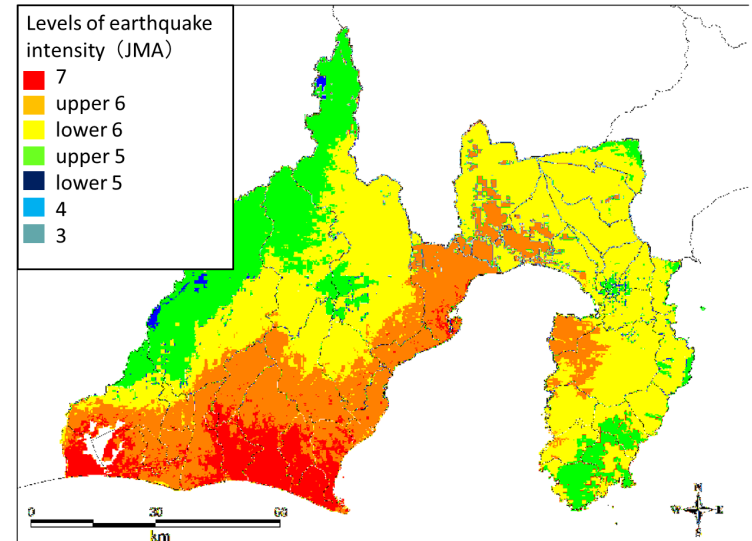 Levels of earthquake
intensity（JMA）
7
upper 6
lower 6
upper 5
lower 5
4
3
N
E
S
0 30 60
km